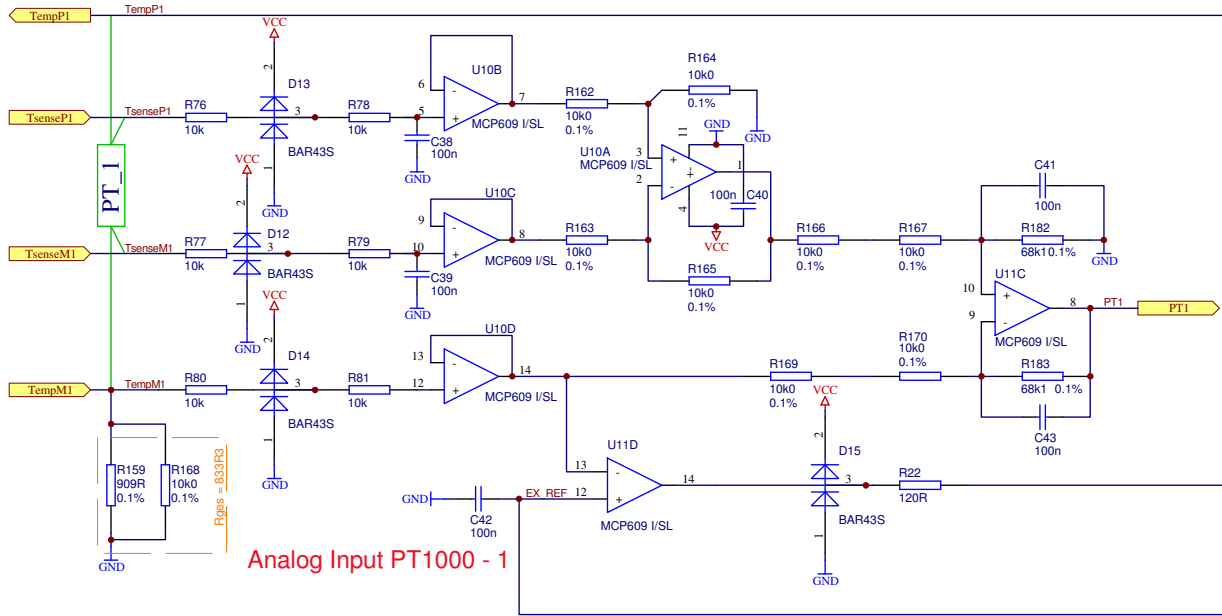 TempP1
TempP1
VCC
2
D13
U10B
6
7
-
+
5
R162
10k0
0.1%
R164
10k0
0.1%
GND
TsenseP1
TsenseP1
R76
10k
3
R78
10k
C38
100n
GND
MCP609 I/SL
BAR43S
1
GND
U10A
MCP609 I/SL
3
2
+
-
-
+
11
GND
1
4
100n
C40
VCC
C41
100n
PT_1
VCC
2
D12
U10C
9
8
-
+
10
R163
10k0
0.1%
R165
10k0
0.1%
R166
10k0
0.1%
R167
10k0
0.1%
R182
68k1 0.1%
GND
TsenseM1
TsenseM1
R77
10k
3
R79
10k
C39
100n
GND
MCP609 I/SL
BAR43S
1
GND
U11C
10
9
+
-
8
PT1
PT1
MCP609 I/SL
VCC
2
D14
U10D
13
14
-
+
12
R169
10k0
0.1%
R170
10k0
0.1%
R183
68k1 0.1%
C43
100n
TempM1
TempM1
R80
10k
3
R81
10k
MCP609 I/SL
BAR43S
1
GND
R159
909R
0.1%
R168
10k0
0.1%
Rges = 833R3
GND
U11D
13
12
-
+
14
MCP609 I/SL
GND
C42
100n
EX_REF
VCC
2
D15
3
BAR43S
1
GND
R22
120R
Analog Input PT1000 - 1